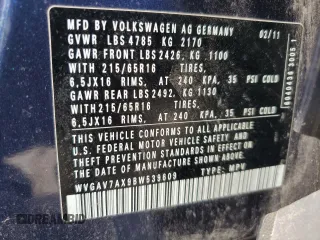 MFD. BY VOLKSWAGEN AG GERMANY 02/11
GVWR LBS 4785 KG 2170
GAWR FRONT LBS 2426. KG 1100
WITH 215/65R16 TIRES,
6,5JX16 RIMS, AT 240 KPA, 35 PSI COLD
GAWR REAR LBS 2492. KG 1130
WITH 215/65R16 TIRES,
6,5JX16 RIMS, AT 240 KPA, 35 PSI COLD
THIS VEHICLE CONFORMS TO ALL APPLICABLE
U.S. FEDERAL MOTOR VEHICLE SAFETY AND
THEFT PREVENTION STANDARDS IN EFFECT ON
THE DATE OF MANUFACTURE SHOWN ABOVE.
WVGAV7AX9BW539609 TYPE: MPV